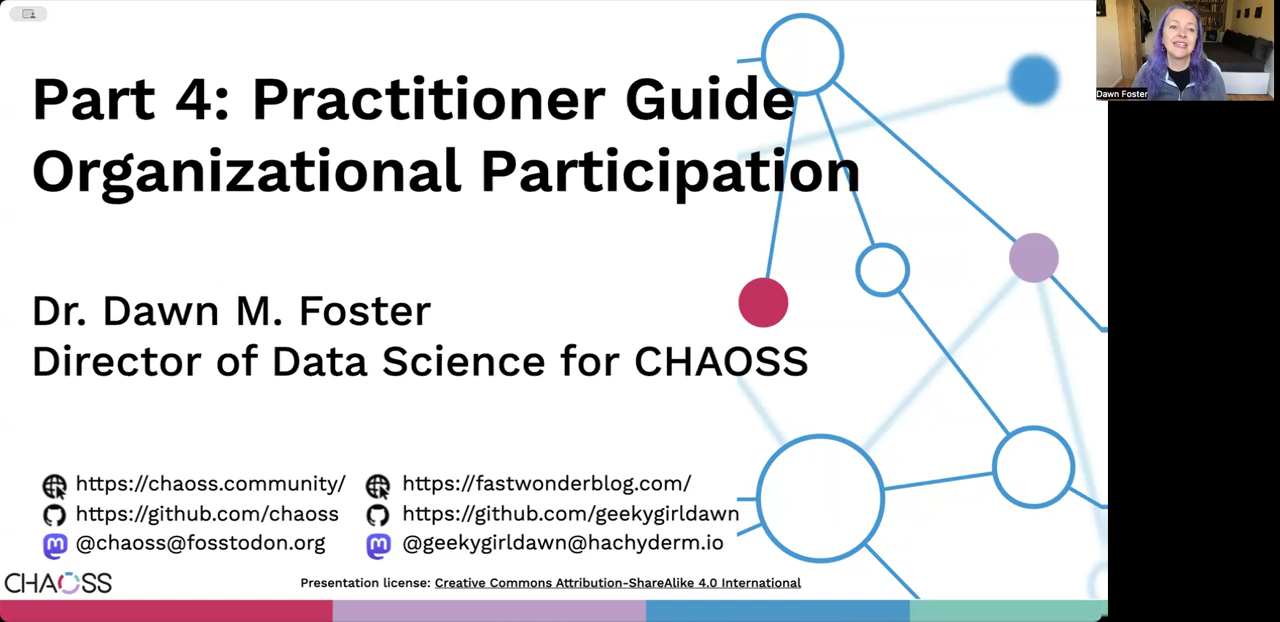 Part 4: Practitioner Guide
Organizational Participation
Dr. Dawn M. Foster
Director of Data Science for CHAOSS
https://chaoss.community/
https://fastwonderblog.com/
https://github.com/chaoss
https://github.com/geekygirldawn
@chaoss@fosstodon.org
@geekygirldawn@hachyderm.io
CHAOSS
Presentation license: Creative Commons Attribution-ShareAlike 4.0 International
Dawn Foster